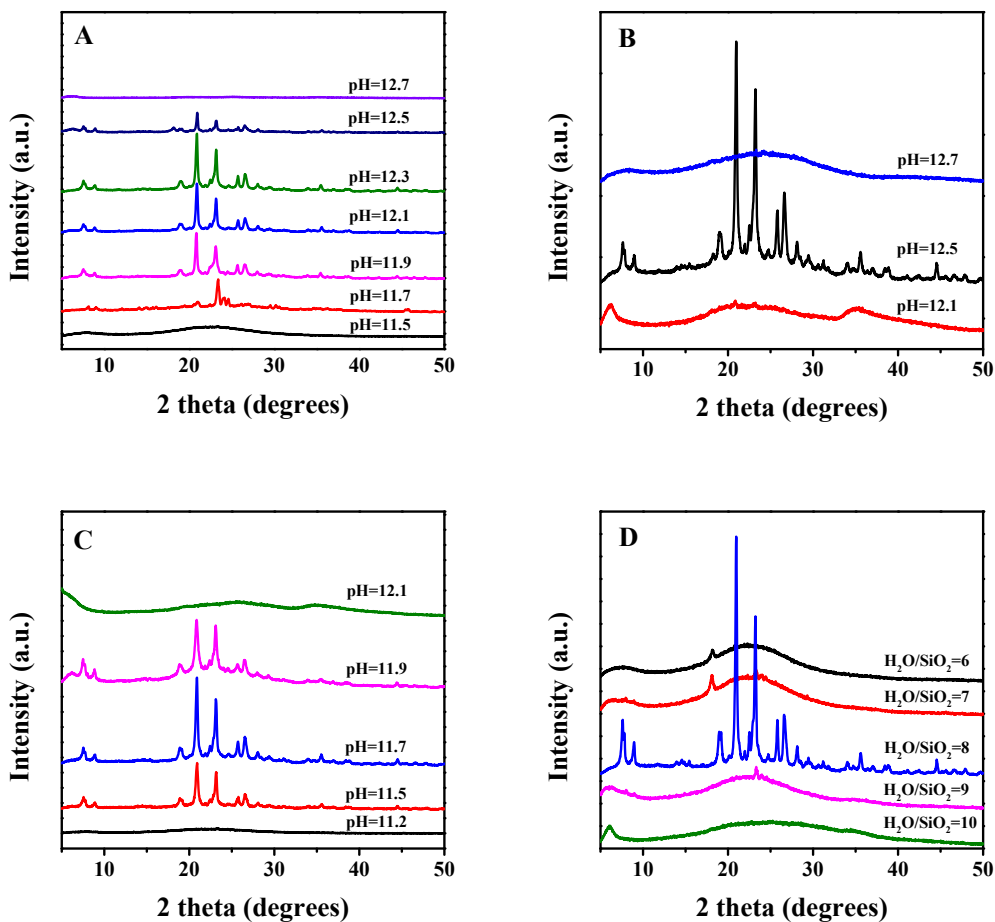 A
pH=12.7
pH=12.5
pH=12.3
pH=12.1
pH=11.9
pH=11.7
pH=11.5
Intensity (a.u.)
10 20 30 40 50
2 theta (degrees)
B
pH=12.7
pH=12.5
pH=12.1
Intensity (a.u.)
10 20 30 40 50
2 theta (degrees)
C
pH=12.1
pH=11.9
pH=11.7
pH=11.5
pH=11.2
Intensity (a.u.)
10 20 30 40 50
2 theta (degrees)
D
H₂O/SiO₂=6
H₂O/SiO₂=7
H₂O/SiO₂=8
H₂O/SiO₂=9
H₂O/SiO₂=10
Intensity (a.u.)
10 20 30 40 50
2 theta (degrees)